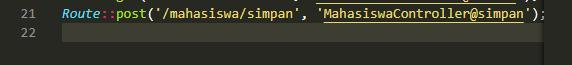 21 Route::post('/mahasiswa/simpan', 'MahasiswaController@simpan');
22